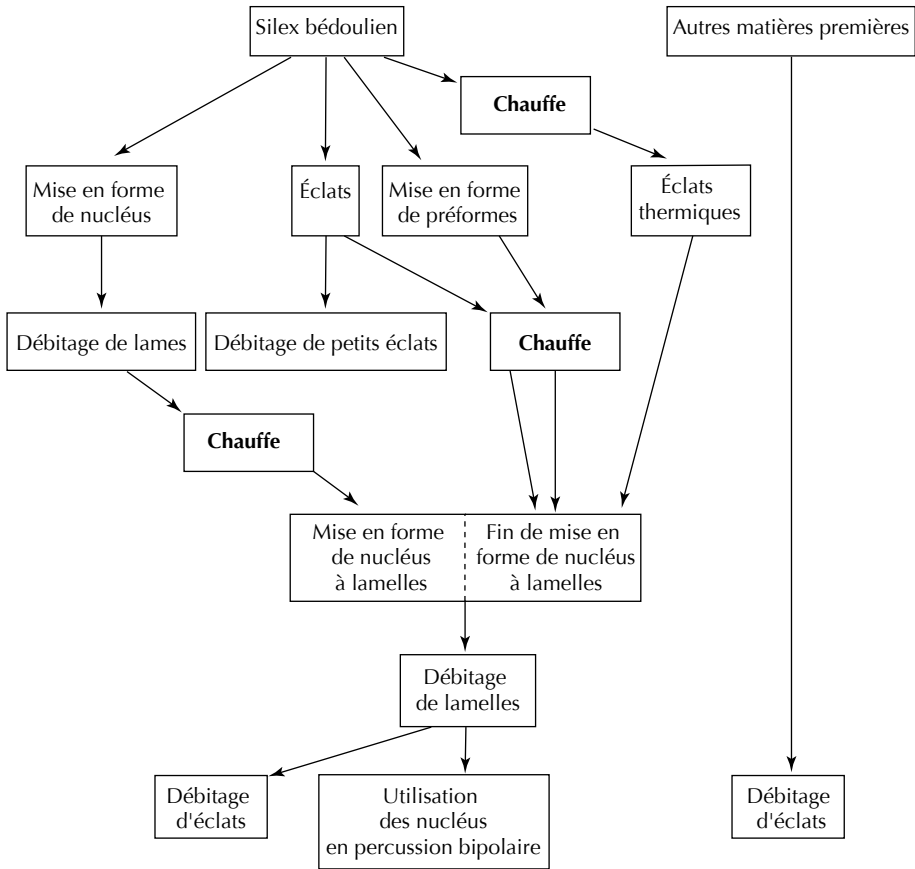 Silex bédoulien
Autres matières premières
Chauffe
Mise en forme
de nucléus
Éclats
Mise en forme
de préformes
Éclats
thermiques
Débitage de lames
Débitage de petits éclats
Chauffe
Chauffe
Mise en forme
de nucléus
à lamelles
Fin de mise en
forme de nucléus
à lamelles
Débitage
de lamelles
Débitage
d'éclats
Utilisation
des nucléus
en percussion bipolaire
Débitage
d'éclats